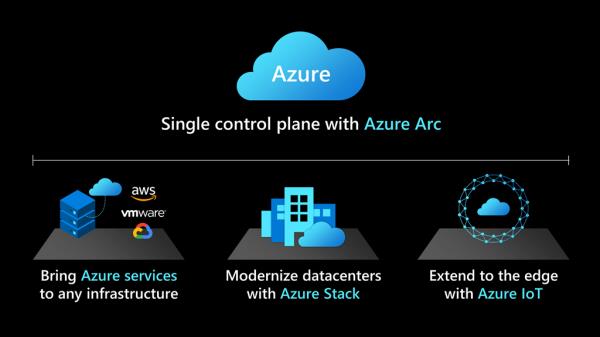 Azure
Single control plane with Azure Arc
aws
vmware®
Bring Azure services
to any infrastructure
Modernize datacenters
with Azure Stack
Extend to the edge
with Azure IoT